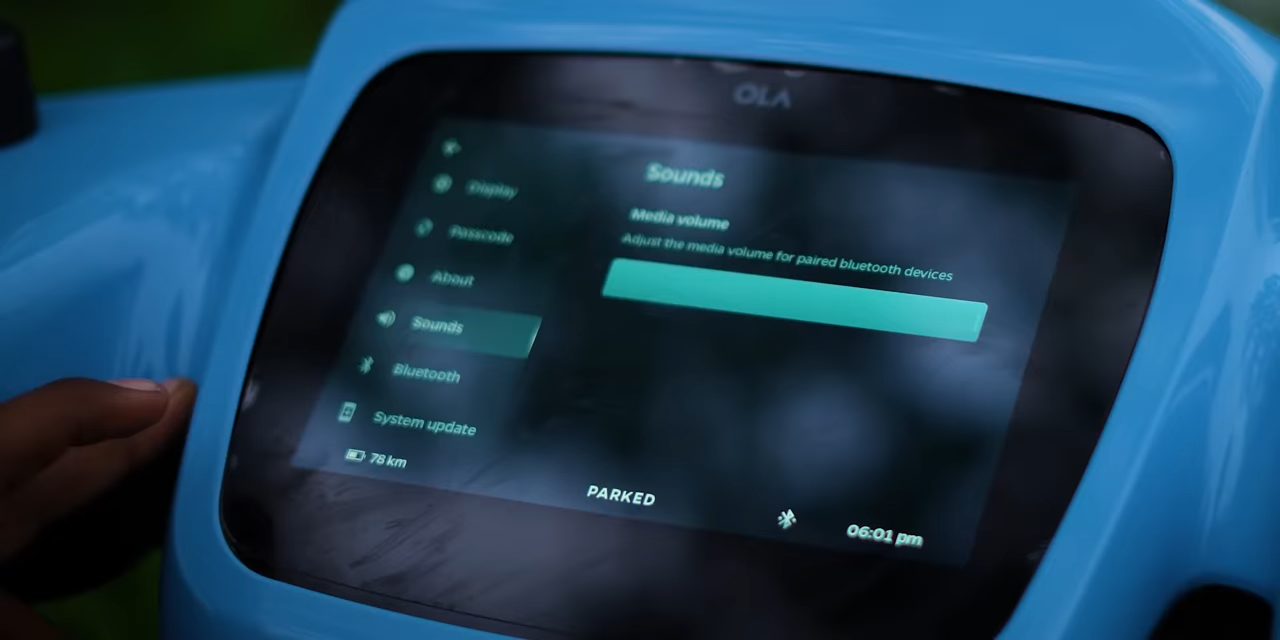 OLA
Display
Passcode
About
Sounds
Bluetooth
System update
Sounds
Media volume
Adjust the media volume for paired bluetooth devices
78 km
PARKED
06:01 pm